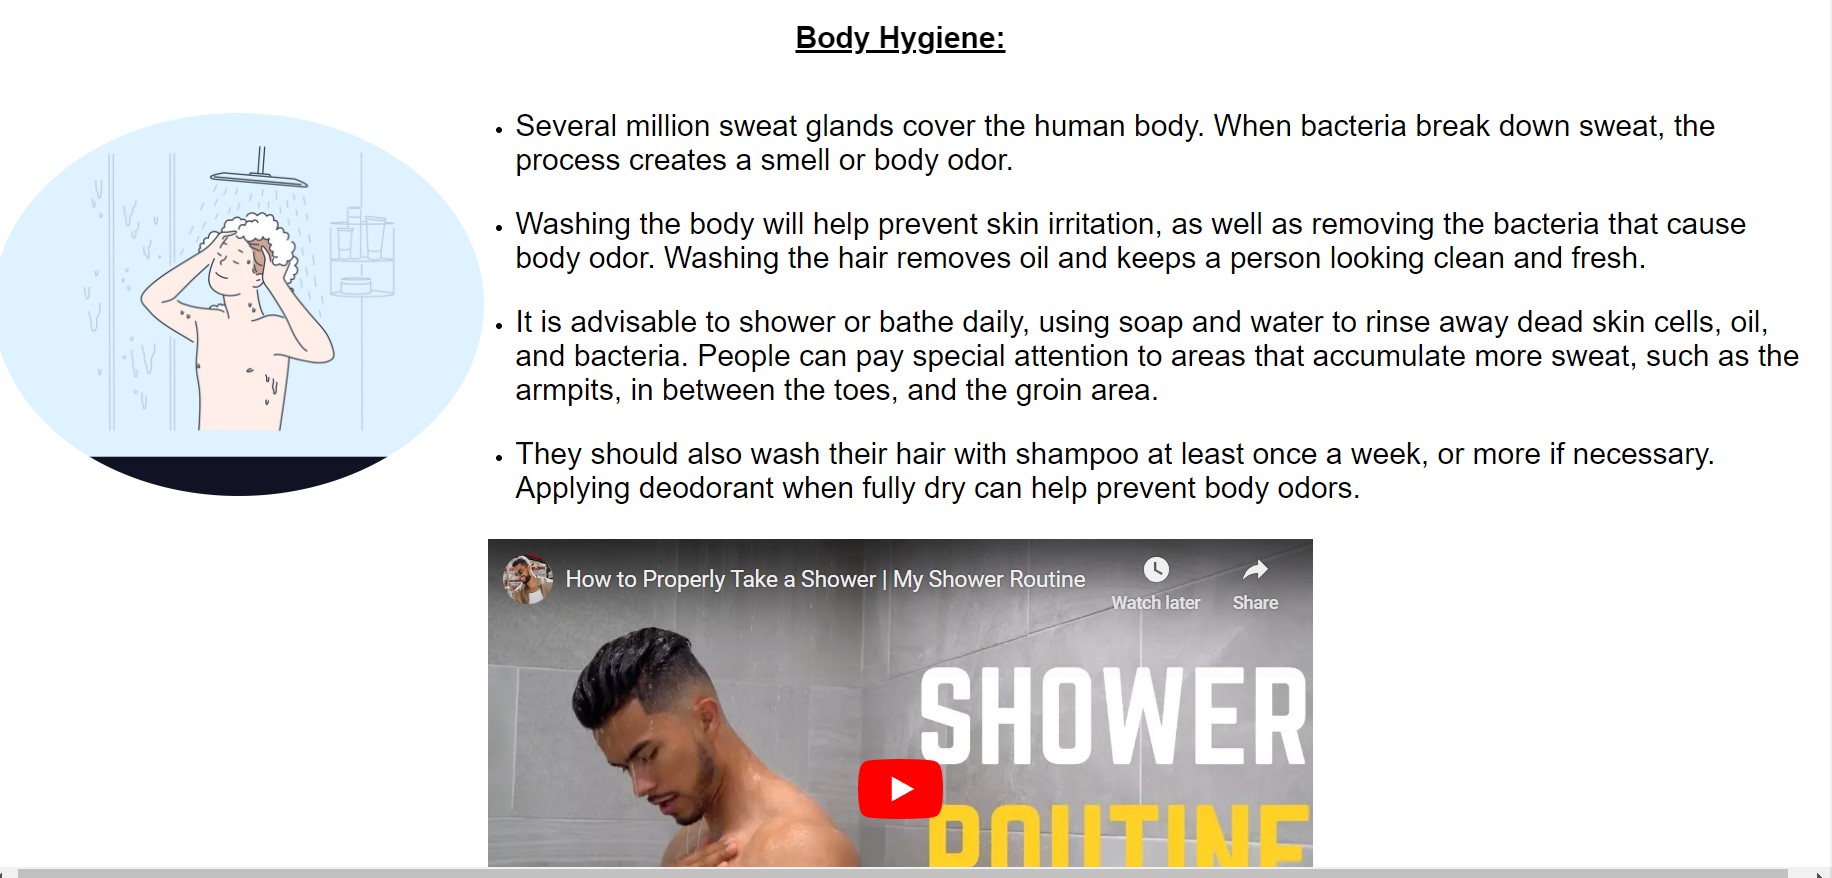 Body Hygiene:
Several million sweat glands cover the human body. When bacteria break down sweat, the
process creates a smell or body odor.
Washing the body will help prevent skin irritation, as well as removing the bacteria that cause
body odor. Washing the hair removes oil and keeps a person looking clean and fresh.
It is advisable to shower or bathe daily, using soap and water to rinse away dead skin cells, oil,
and bacteria. People can pay special attention to areas that accumulate more sweat, such as the
armpits, in between the toes, and the groin area.
They should also wash their hair with shampoo at least once a week, or more if necessary.
Applying deodorant when fully dry can help prevent body odors.
How to Properly Take a Shower | My Shower Routine
Watch later
Share
SHOWER
ROUTINE